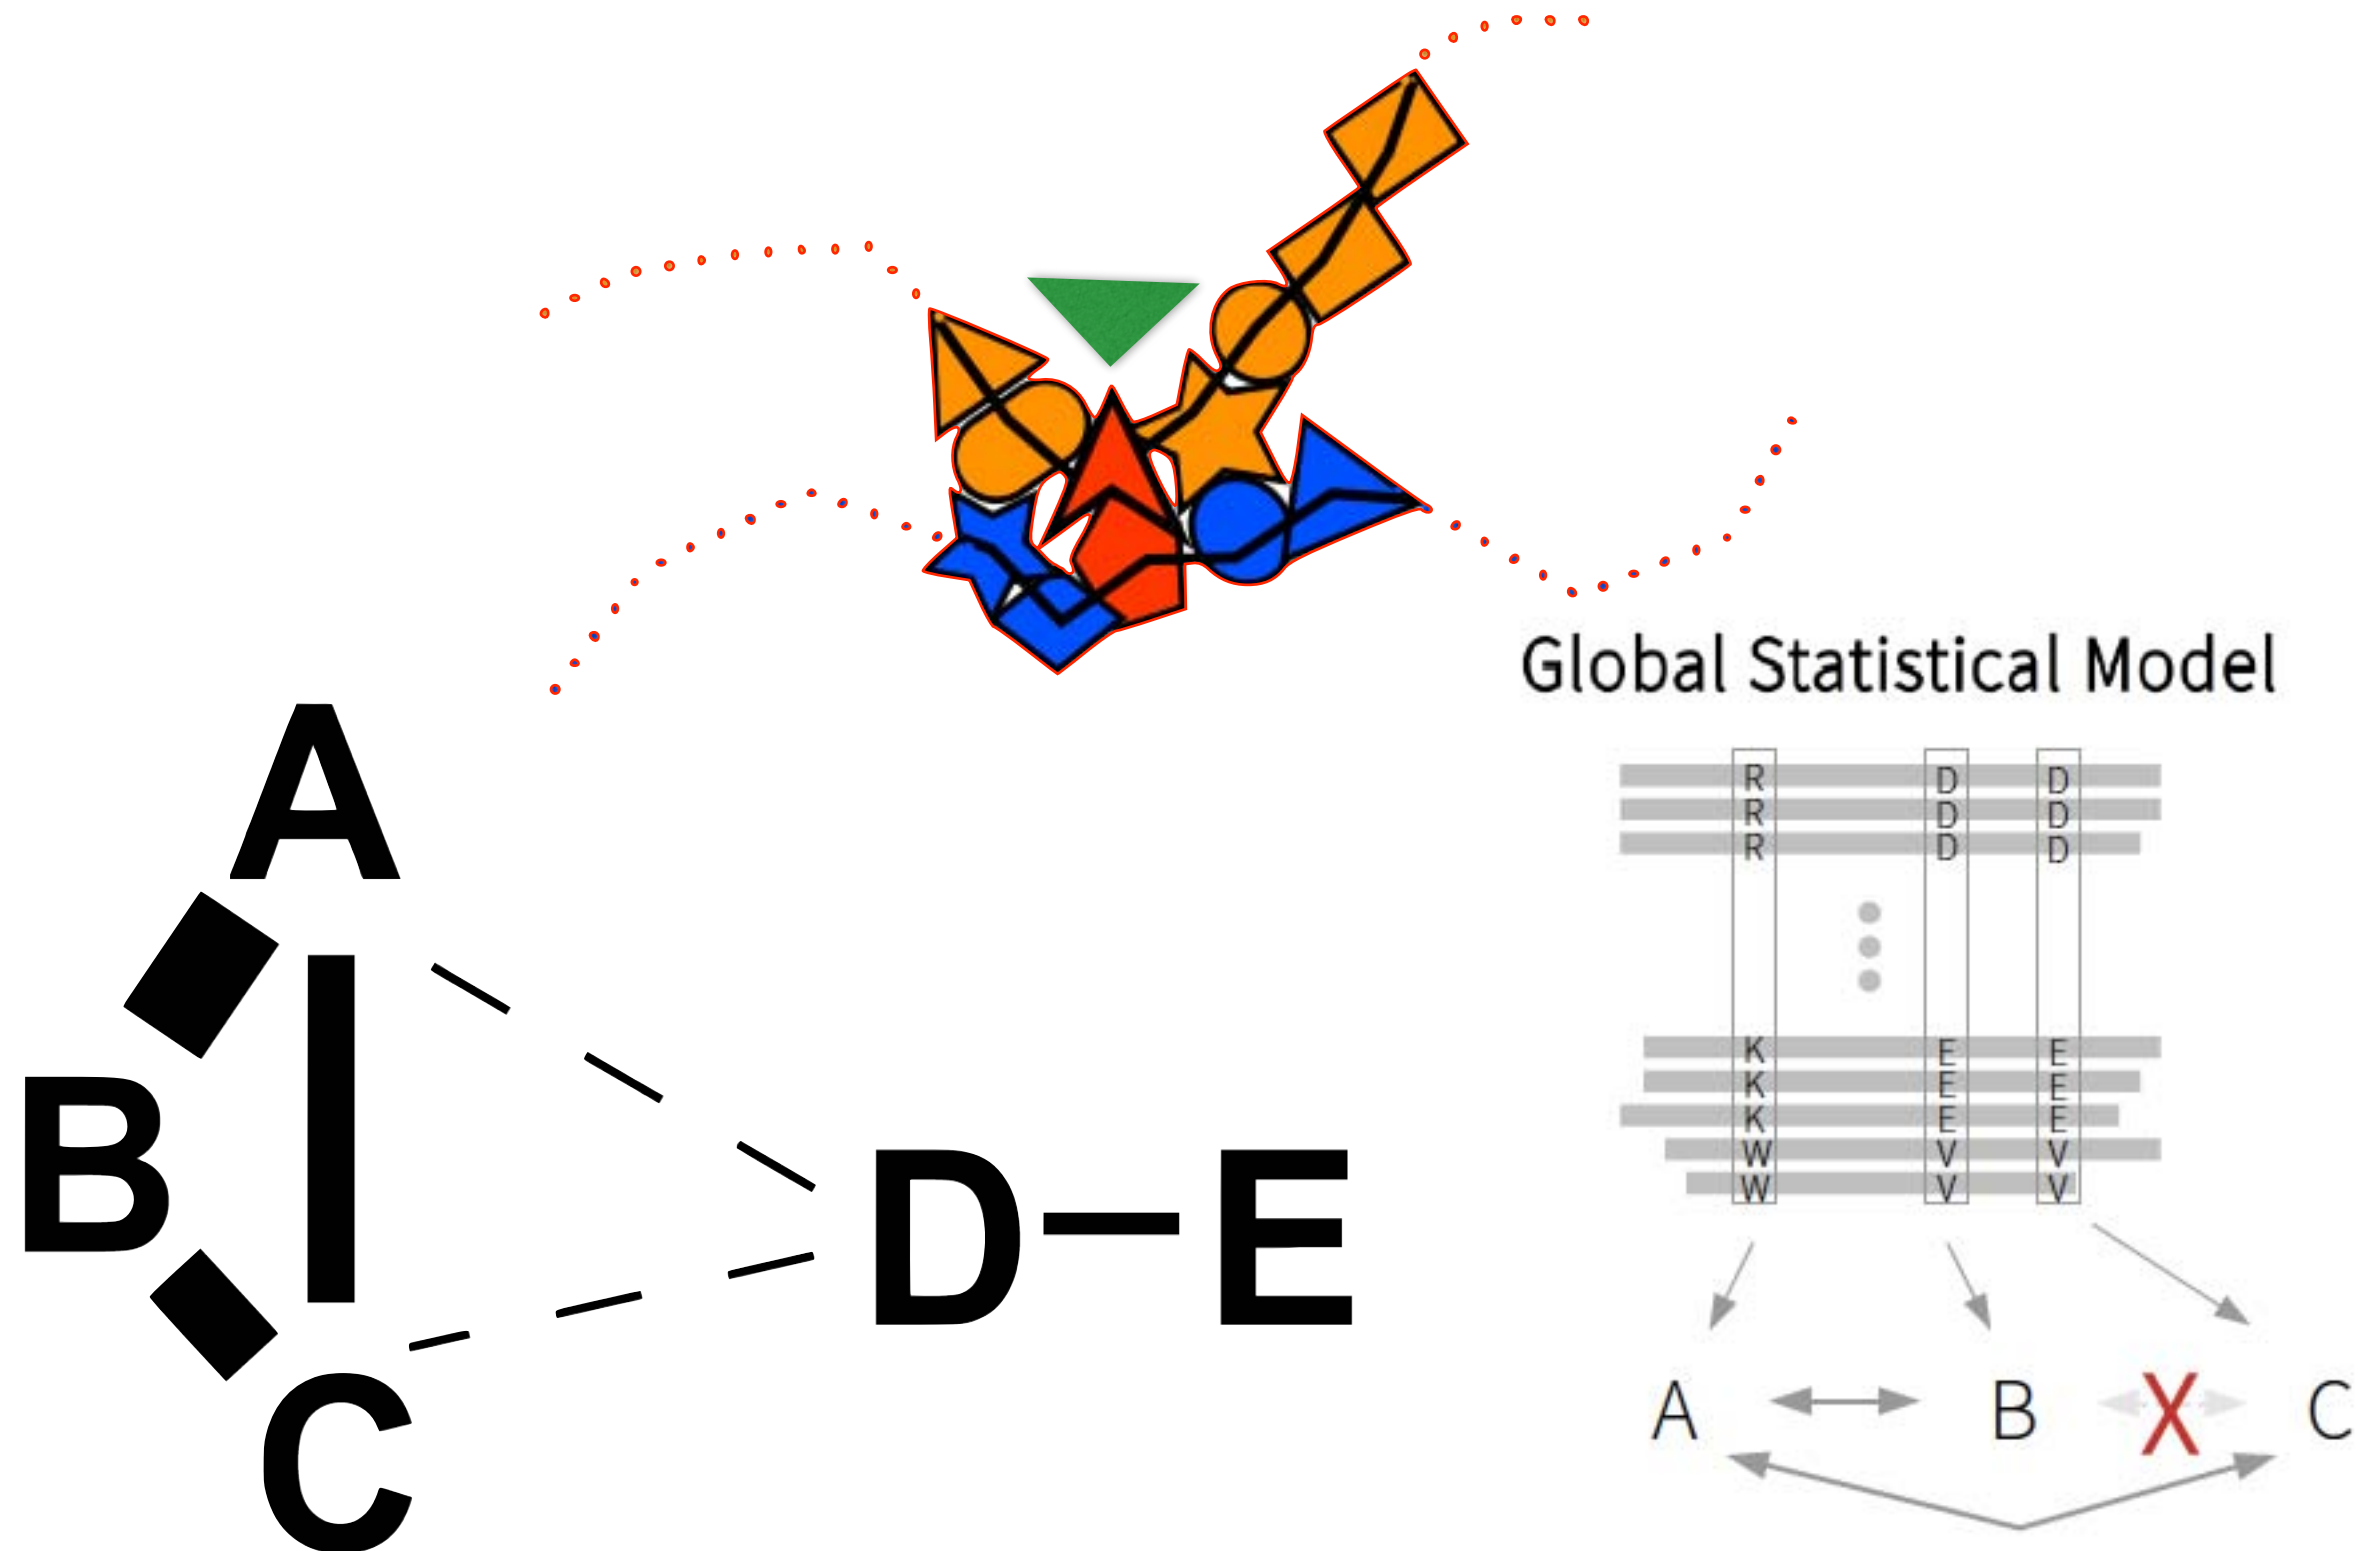 Global Statistical Model
A
B
C
D E
R D D
R D D
R D D
K E E
K E E
K E E
W V V
W V V
A B X C